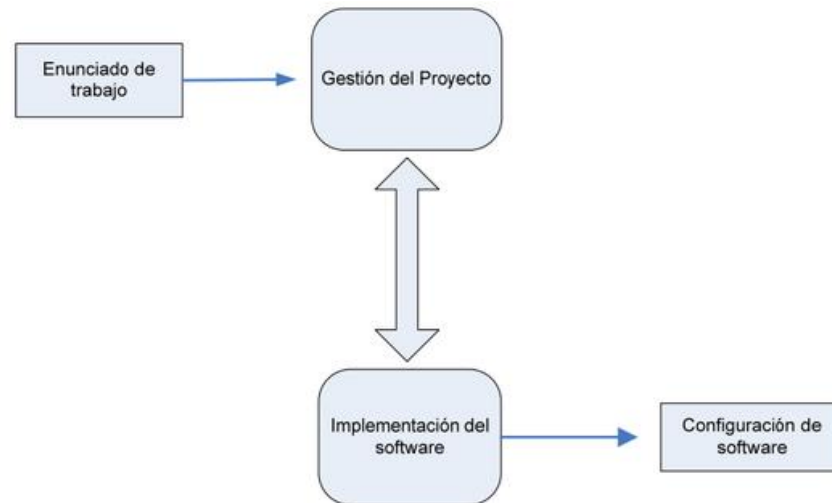 Enunciado de
trabajo
Gestión del Proyecto
Implementación del
software
Configuración de
software